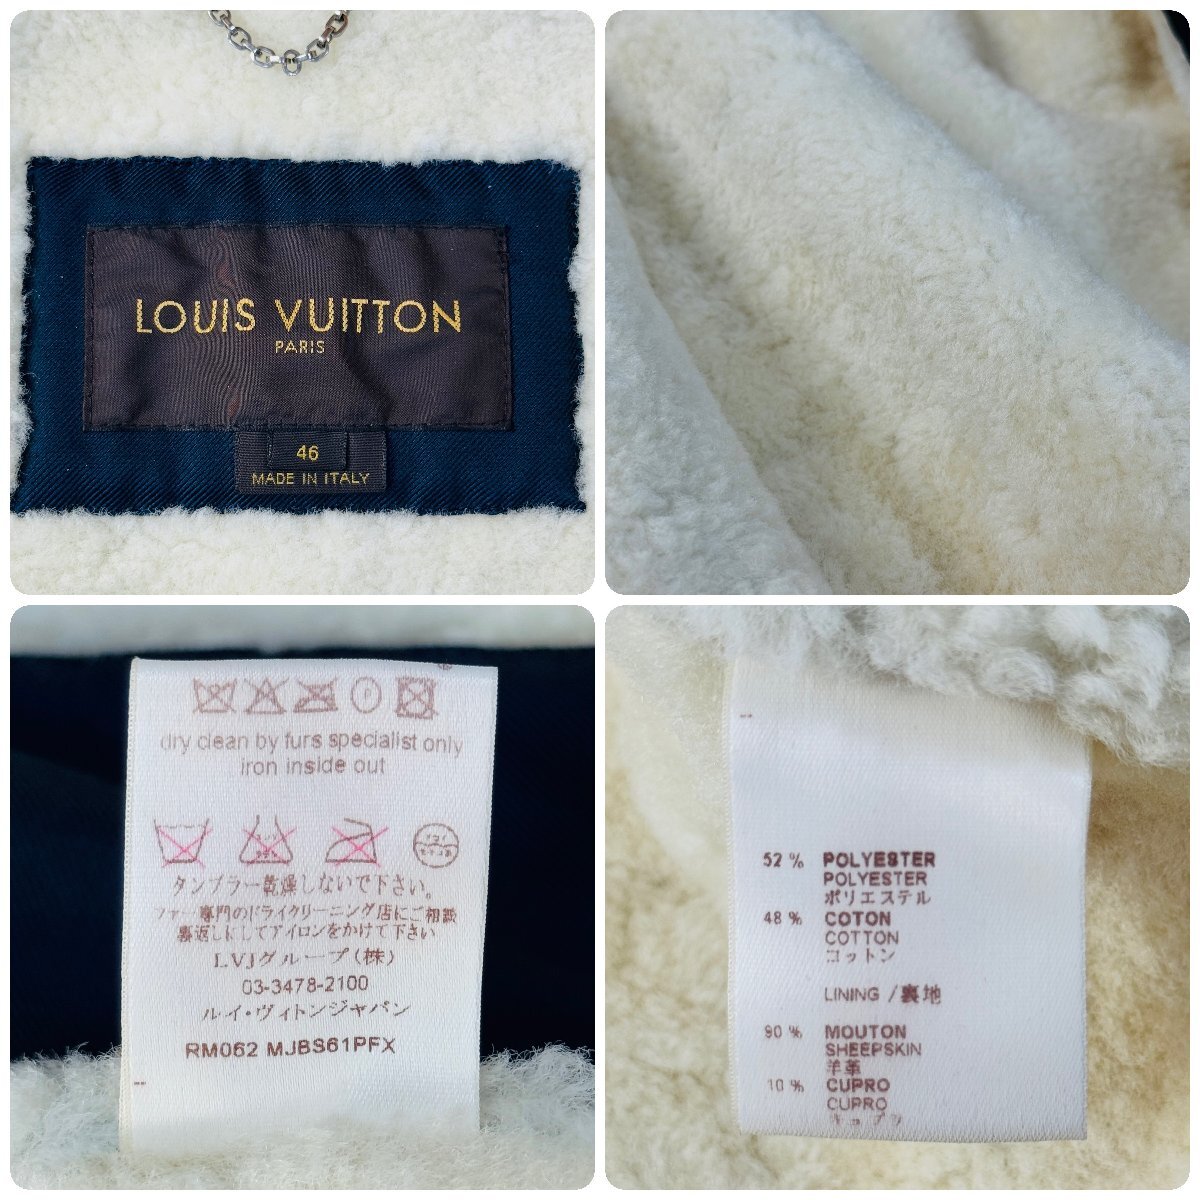 LOUIS VUITTON
PARIS
46
MADE IN ITALY
P
dry clean by furs specialist only
iron inside out
タンブラー乾燥しないで下さい。
ファー専門のドライクリーニング店にご相談
裏返しにしてアイロンをかけて下さい
LVJグループ(株)
03-3478-2100
ルイ・ヴィトンジャパン
RM062 MJBS61PFX
52 % POLYESTER
POLYESTER
ポリエステル
48 % COTON
COTTON
コットン
LINING / 裏地
90 % MOUTON
SHEEPSKIN
羊革
10 % CUPRO
CUPRO
キュプラ